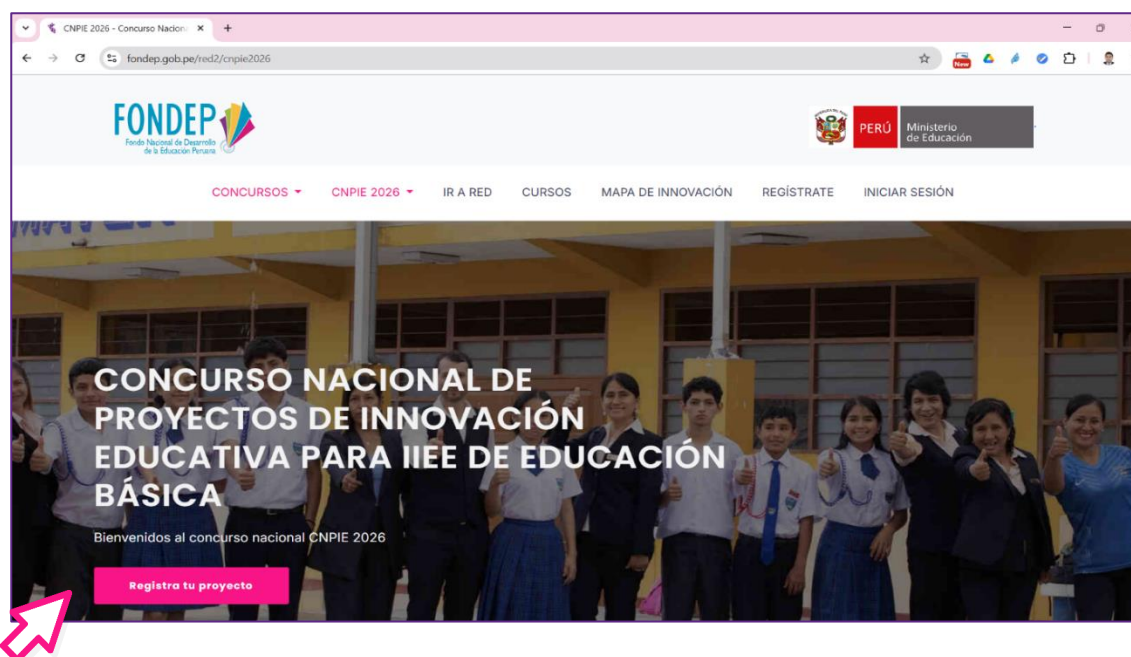 CNPIE 2026 - Concurso Nacion
fondep.gob.pe/red2/cnpie2026
New
FONDEP
Fondo Nacional de Desarrollo
de la Educación Peruana
PERÚ
Ministerio
de Educación
CONCURSOS
CNPIE 2026
IR A RED
CURSOS
MAPA DE INNOVACIÓN
REGÍSTRATE
INICIAR SESIÓN
CONCURSO NACIONAL DE
PROYECTOS DE INNOVACIÓN
EDUCATIVA PARA IIEE DE EDUCACIÓN
BÁSICA
Bienvenidos al concurso nacional CNPIE 2026
Registra tu proyecto